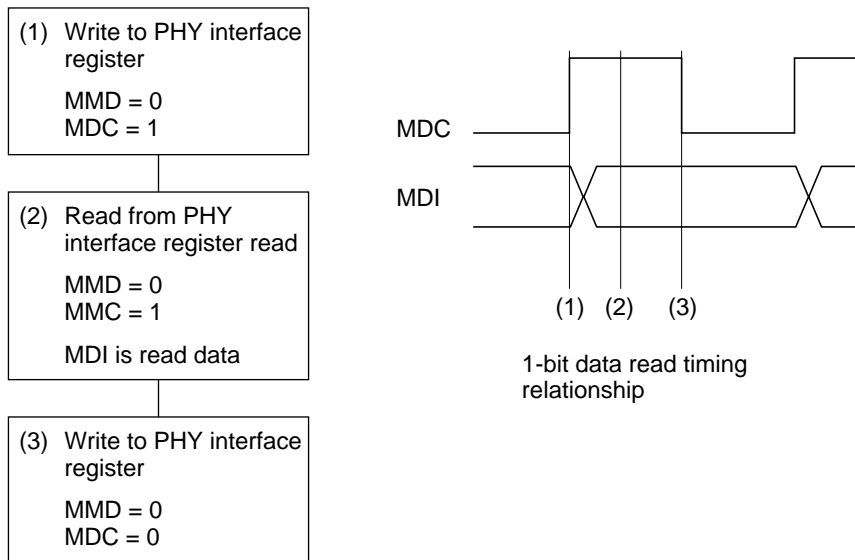 (1) Write to PHY interface
register
MMD = 0
MDC = 1
(2) Read from PHY
interface register read
MMD = 0
MMC = 1
MDI is read data
(3) Write to PHY interface
register
MMD = 0
MDC = 0
MDC
MDI
(1) (2) (3)
1-bit data read timing
relationship